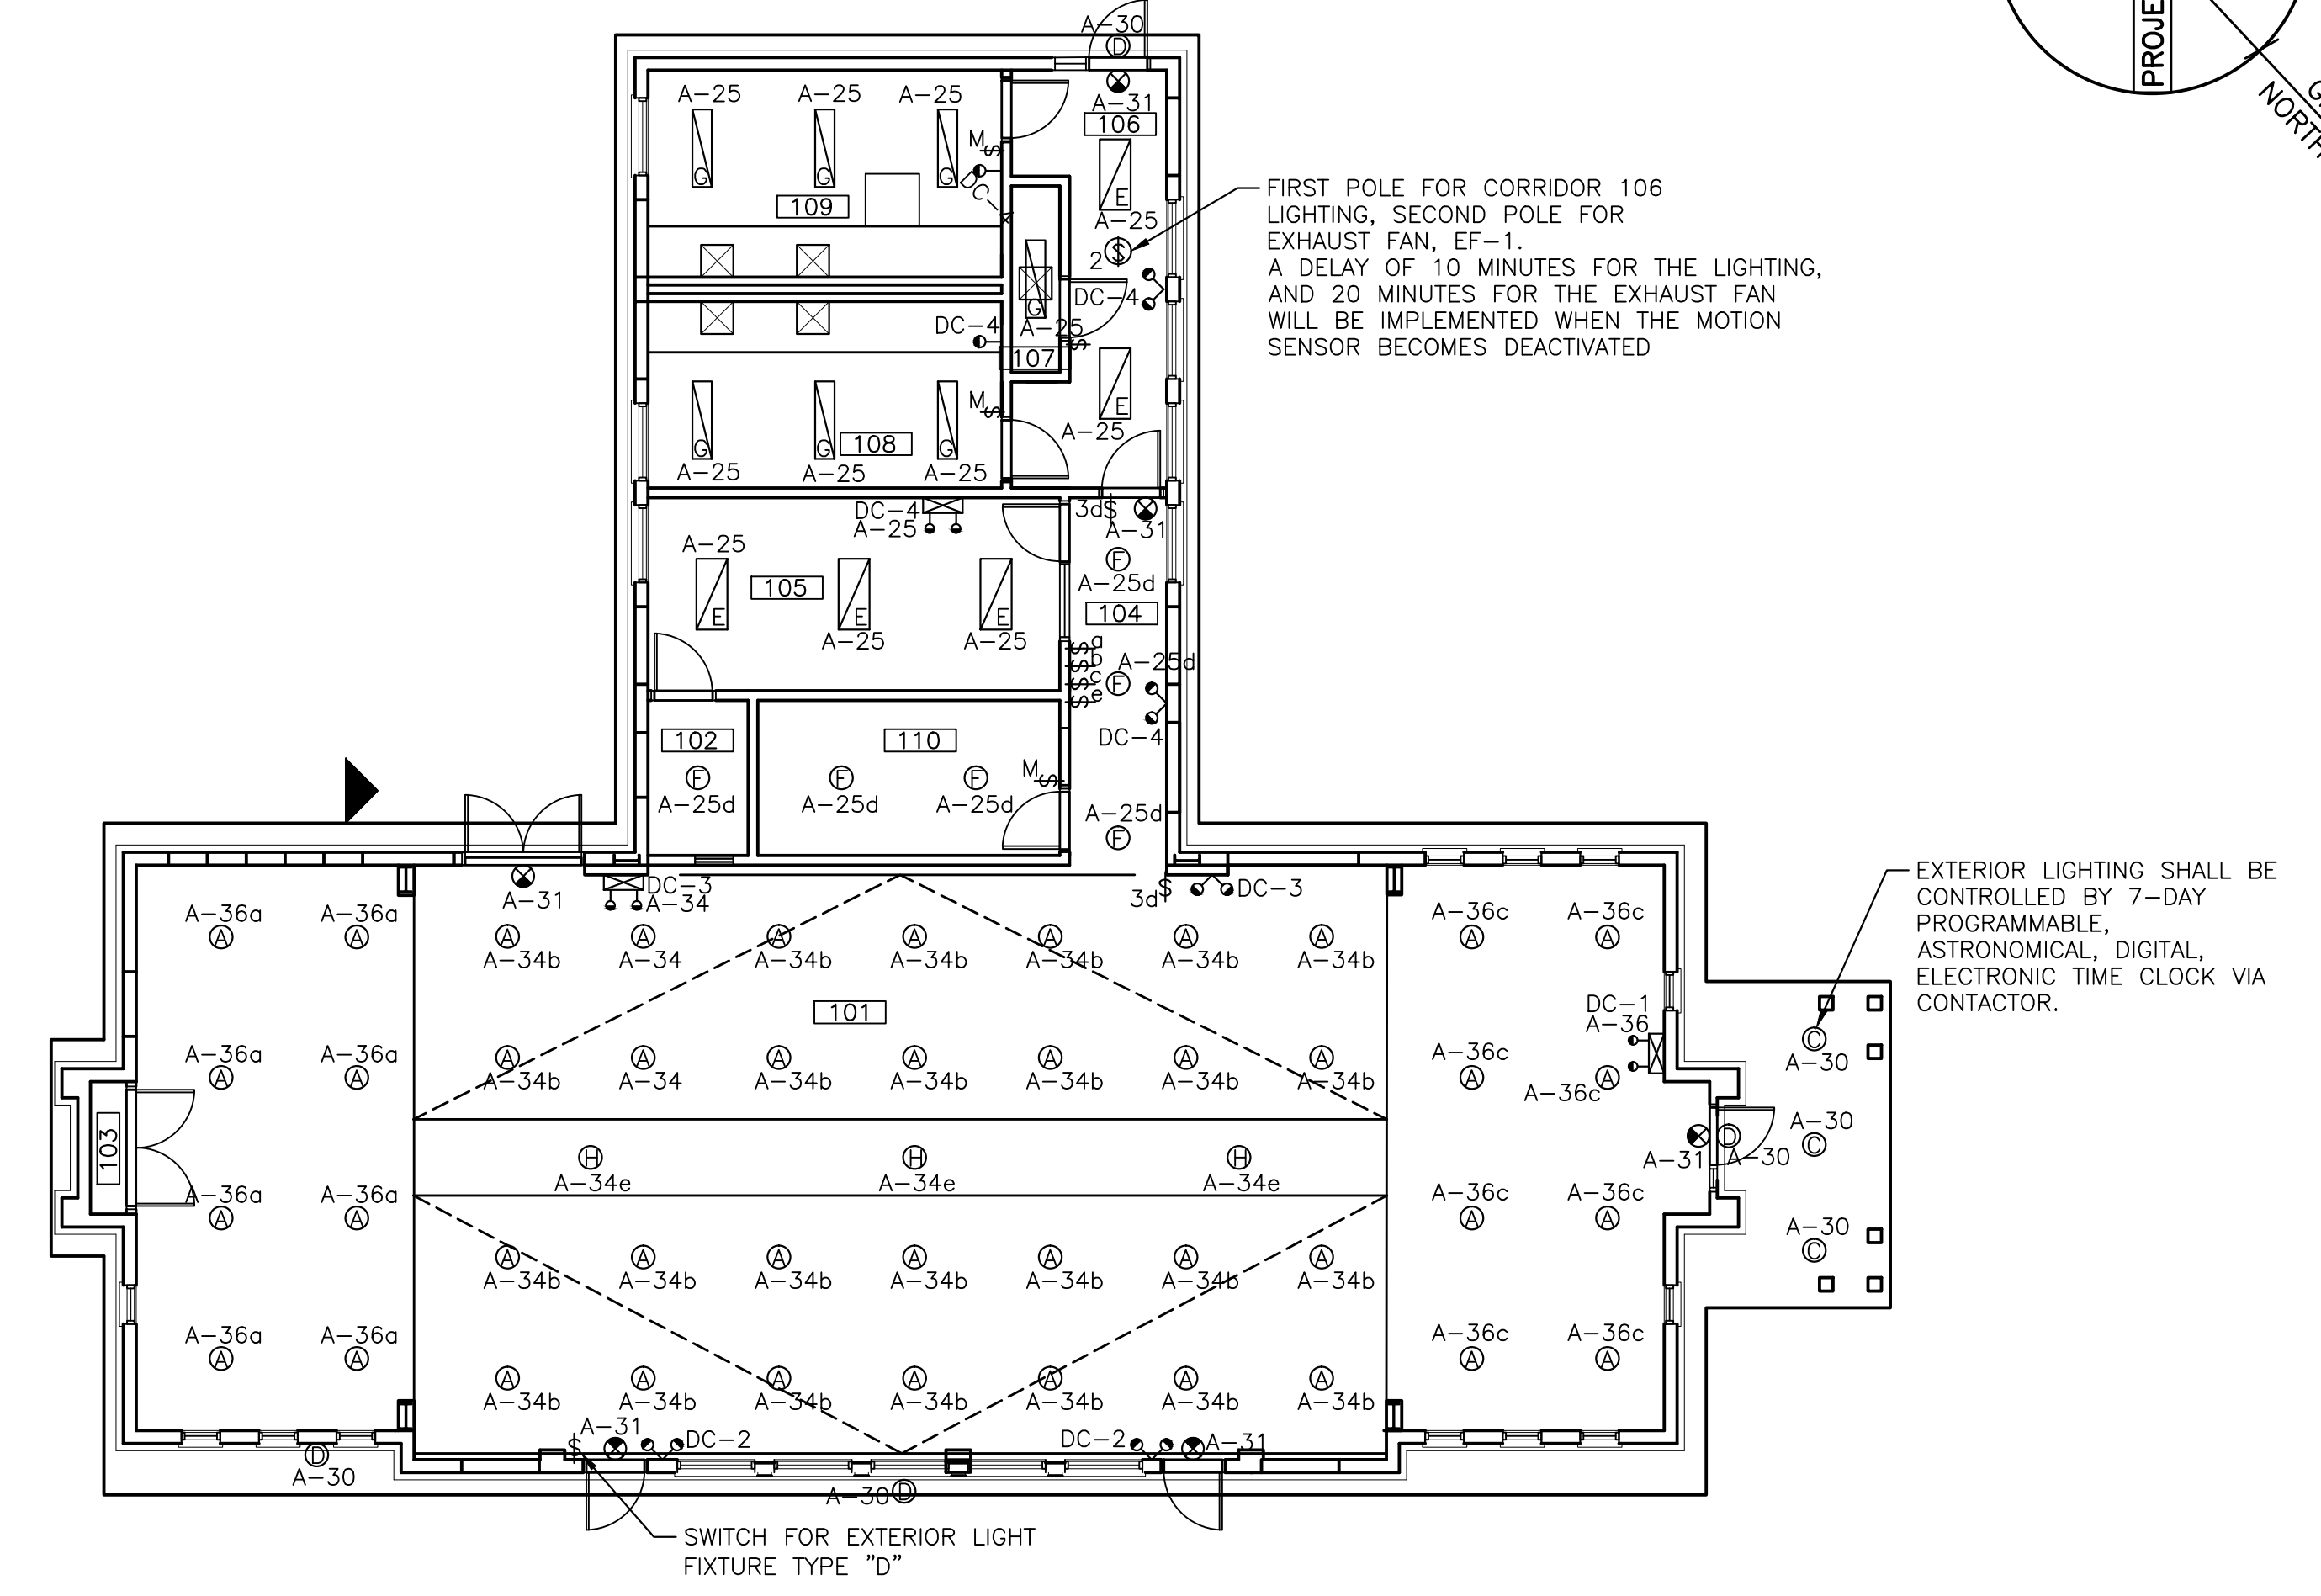 A-30
D
PROJE
NORTH
A-25 A-25 A-25
A-31
106
M
$
G G G
DC-4
109
E
A-25
2 $
FIRST POLE FOR CORRIDOR 106
LIGHTING, SECOND POLE FOR
EXHAUST FAN, EF-1.
A DELAY OF 10 MINUTES FOR THE LIGHTING,
AND 20 MINUTES FOR THE EXHAUST FAN
WILL BE IMPLEMENTED WHEN THE MOTION
SENSOR BECOMES DEACTIVATED
DC-4
G
A-25
DC-4
107
$
M
$
E
A-25
G G G
108
A-25 A-25 A-25
DC-4
A-25
3d$
A-31
F
A-25d
A-25
105
104
E E E
A-25 A-25
$a
$b
$c
$e
A-25d
F
DC-4
102
110
M
$
F F F
A-25d A-25d A-25d
A-25d
F
DC-3
A-34
A-31
3d$
DC-3
EXTERIOR LIGHTING SHALL BE
CONTROLLED BY 7-DAY
PROGRAMMABLE,
ASTRONOMICAL, DIGITAL,
ELECTRONIC TIME CLOCK VIA
CONTACTOR.
A-36a A-36a A-36c A-36c
A A A A A A A A A A A
A-34b A-34 A-34b A-34b A-34b A-34b A-34b
101
DC-1
A-36
C
A-30
A-36a A-36a A-36c
A A A A A A A A A A A
A-34b A-34 A-34b A-34b A-34b A-34b A-34b
A-36c
103
A-30
C
D
A-31 A-30
H H H
A-34e A-34e A-34e
A-36a A-36a A-36c A-36c
A A A A
A-30
C
A A A A A A A
A-34b A-34b A-34b A-34b A-34b A-34b A-34b
A-36a A-36a A-36c A-36c
A A A A
A A A A A A A
A-34b A-34b A-34b A-34b A-34b A-34b A-34b
A-31
$
DC-2 DC-2
A-31
D
A-30
A-30 D
SWITCH FOR EXTERIOR LIGHT
FIXTURE TYPE "D"